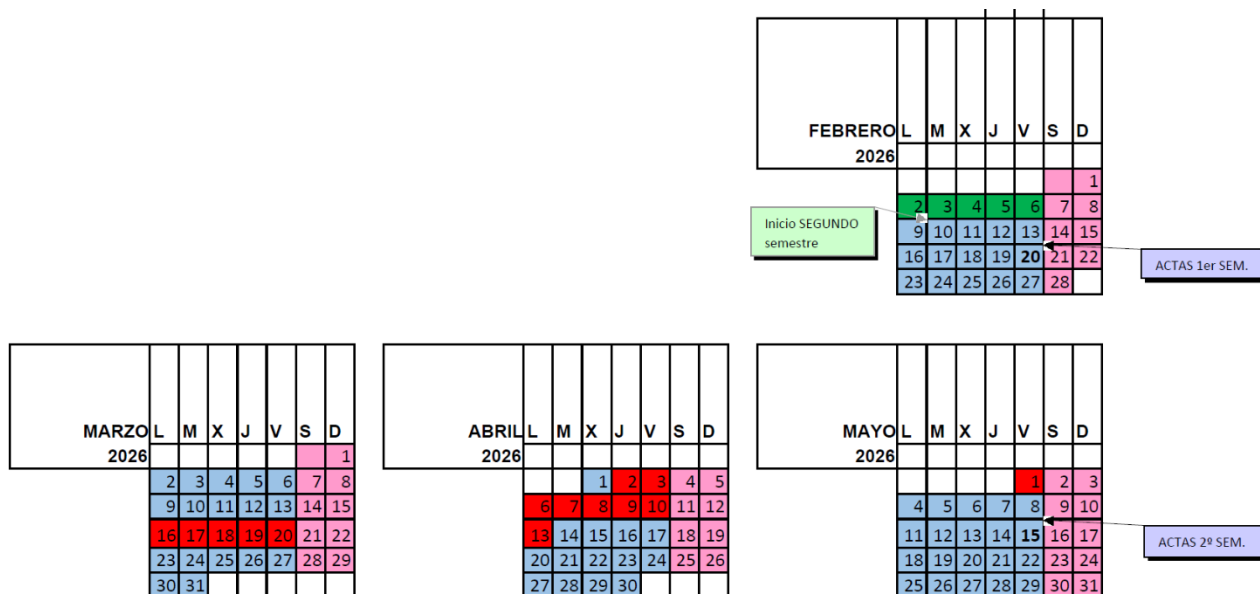 FEBRERO L M X J V S D
2026
1
2 3 4 5 6 7 8
Inicio SEGUNDO
semestre
9 10 11 12 13 14 15
16 17 18 19 20 21 22
ACTAS 1er SEM.
23 24 25 26 27 28
MARZO L M X J V S D
2026 1
2 3 4 5 6 7 8
9 10 11 12 13 14 15
16 17 18 19 20 21 22
23 24 25 26 27 28 29
30 31
ABRIL L M X J V S D
2026
1 2 3 4 5
6 7 8 9 10 11 12
13 14 15 16 17 18 19
20 21 22 23 24 25 26
27 28 29 30
MAYO L M X J V S D
2026
1 2 3
4 5 6 7 8 9 10
11 12 13 14 15 16 17
ACTAS 2º SEM.
18 19 20 21 22 23 24
25 26 27 28 29 30 31